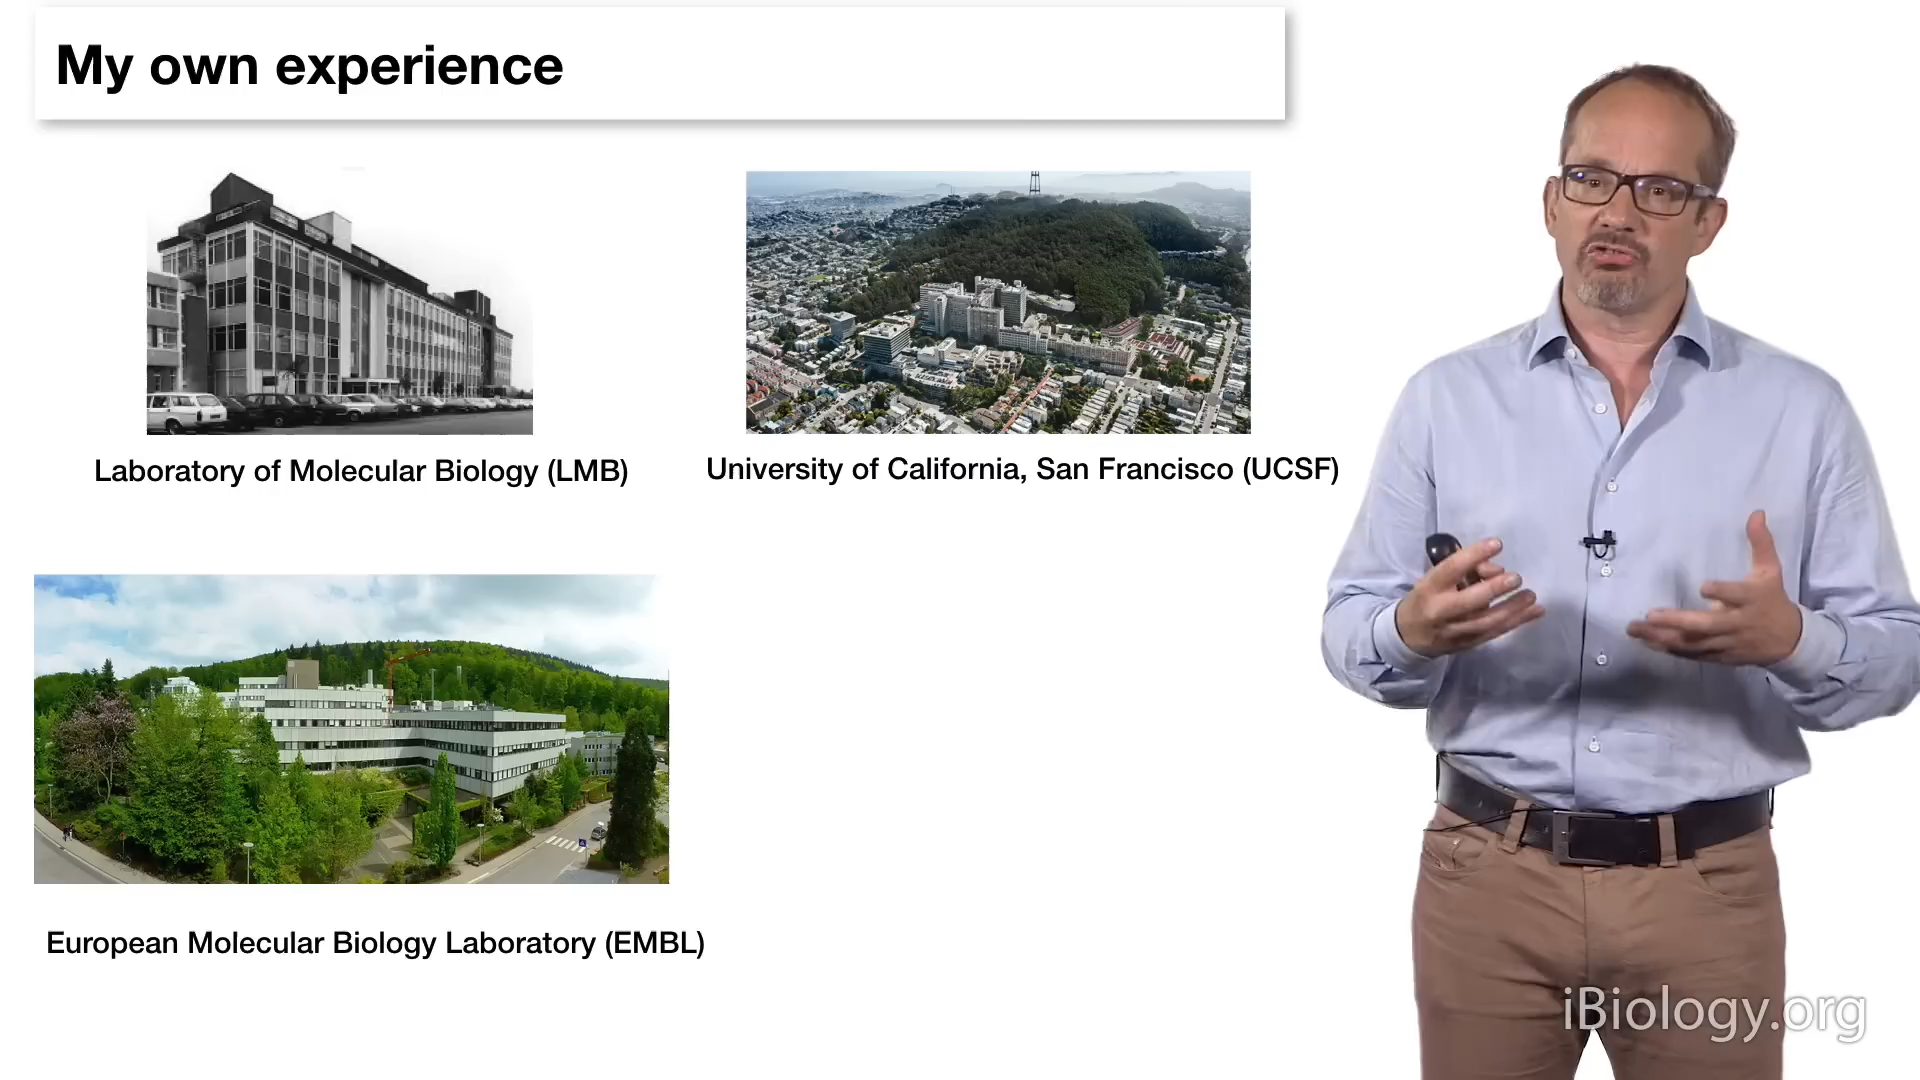 My own experience
Laboratory of Molecular Biology (LMB)
University of California, San Francisco (UCSF)
European Molecular Biology Laboratory (EMBL)
iBiology.org